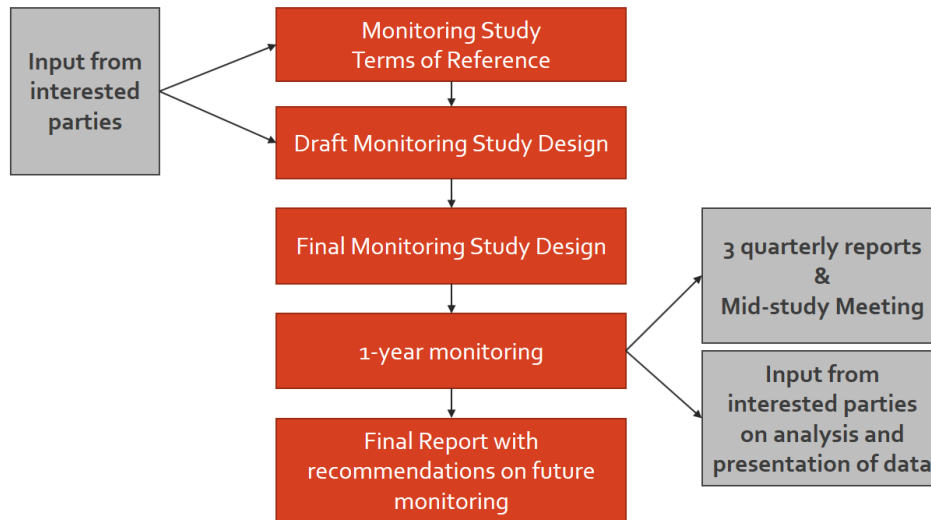 Input from
interested
parties
Monitoring Study
Terms of Reference
Draft Monitoring Study Design
Final Monitoring Study Design
1-year monitoring
Final Report with
recommendations on future
monitoring
3 quarterly reports
&
Mid-study Meeting
Input from
interested parties
on analysis and
presentation of data